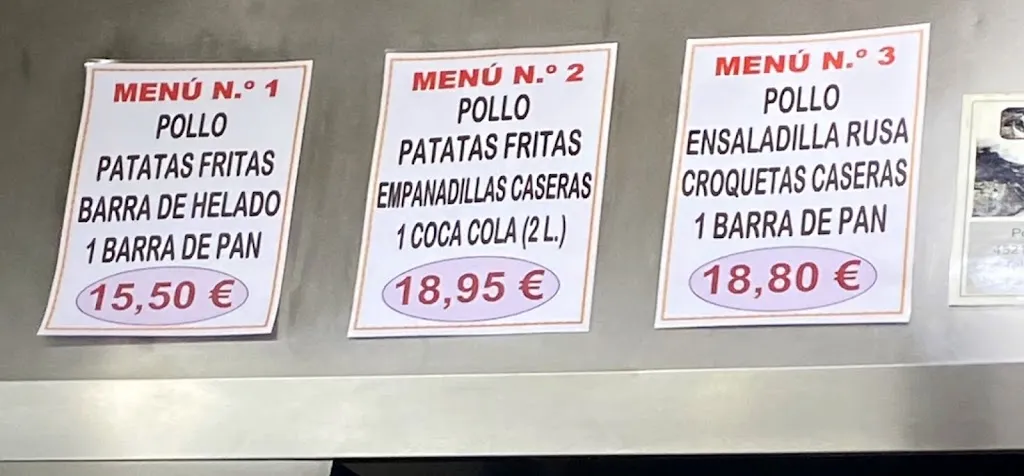 MENÚ N.º 1
POLLO
PATATAS FRITAS
BARRA DE HELADO
1 BARRA DE PAN
15,50 €
MENÚ N.º 2
POLLO
PATATAS FRITAS
EMPANADILLAS CASERAS
1 COCA COLA (2 L.)
18,95 €
MENÚ N.º 3
POLLO
ENSALADILLA RUSA
CROQUETAS CASERAS
1 BARRA DE PAN
18,80 €